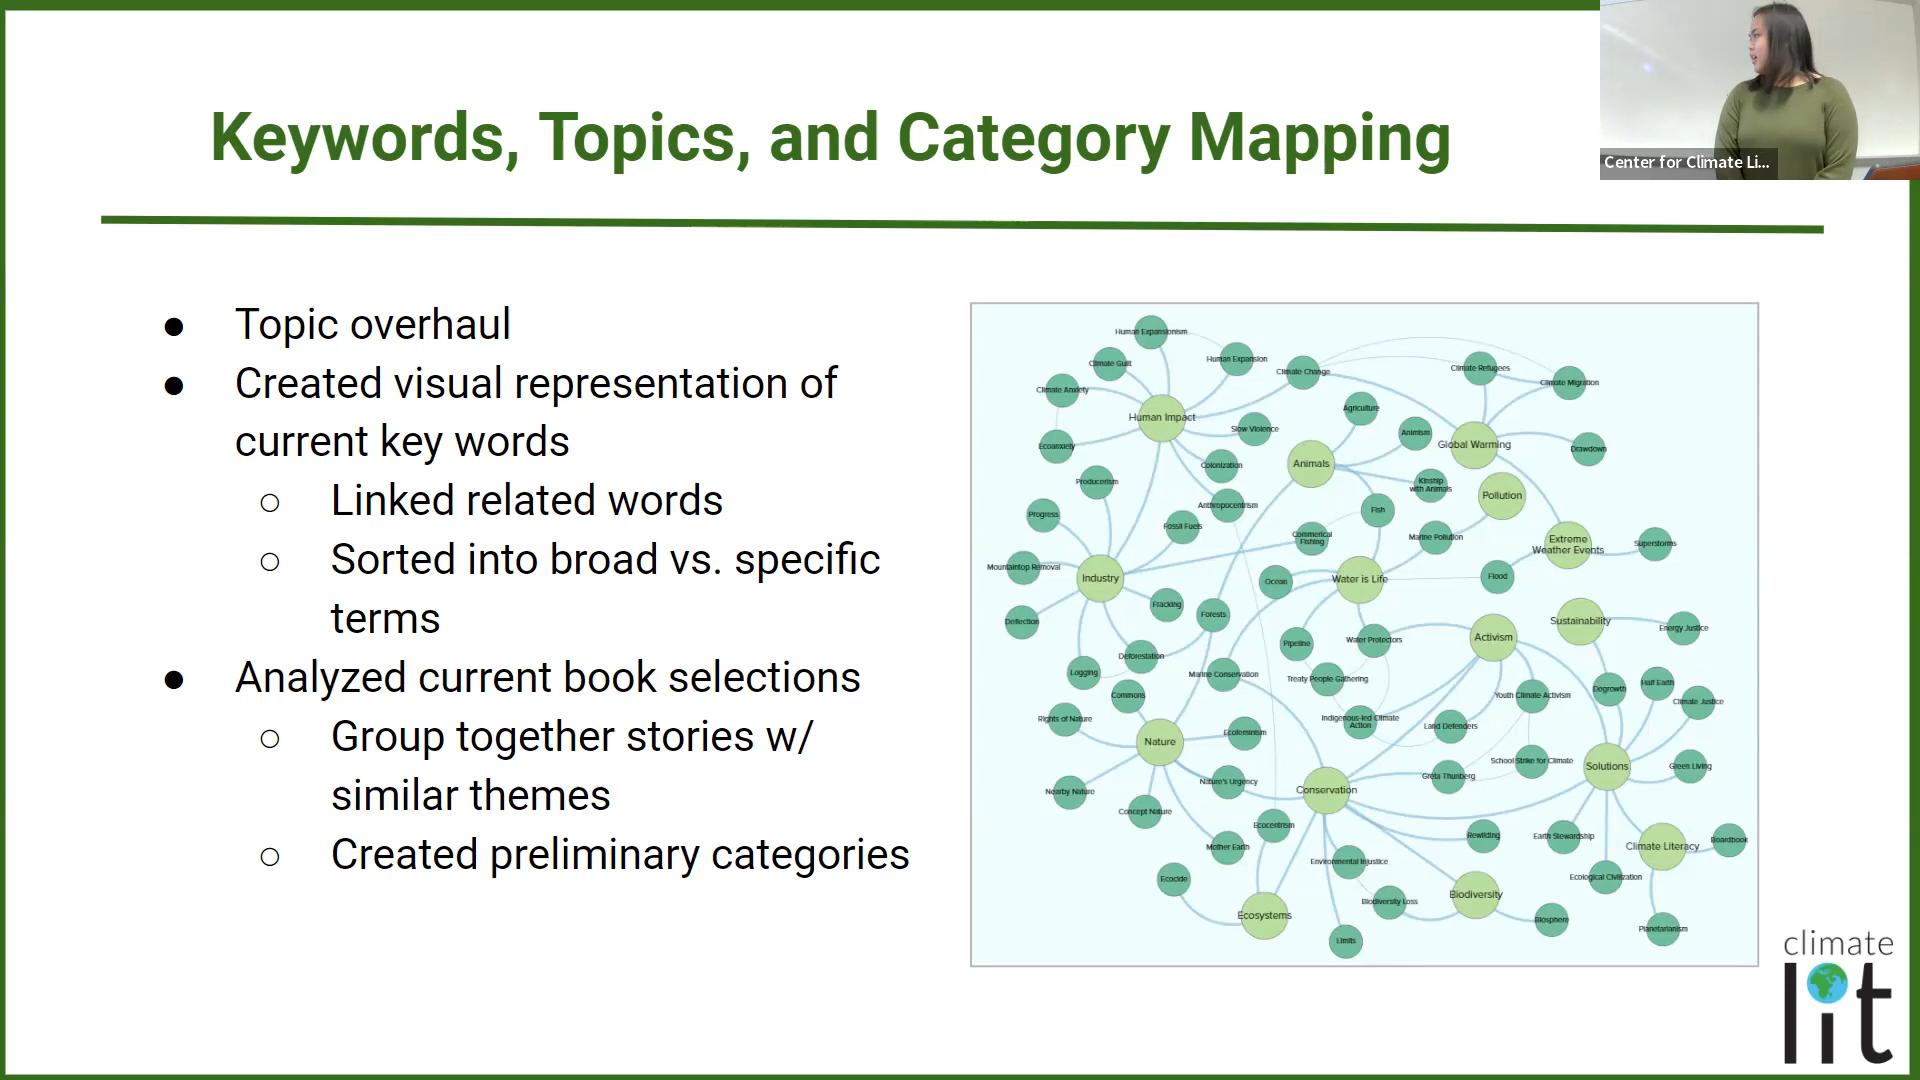 Keywords, Topics, and Category Mapping
Center for Climate Li...
● Topic overhaul
● Created visual representation of
current key words
○ Linked related words
○ Sorted into broad vs. specific
terms
● Analyzed current book selections
○ Group together stories w/
similar themes
○ Created preliminary categories
Human Expansionism
Human Expansion
Climate Guilt
Climate Change
Climate Refugees
Climate Migration
Climate Anxiety
Human Impact
Agriculture
Slow Violence
Animism
Global Warming
Ecoanxiety
Drawdown
Colonization
Animals
Producerism
Kinship
with Animals
Pollution
Anthropocentrism
Fish
Progress
Fossil Fuels
Commerical
Fishing
Marine Pollution
Extreme
Weather Events
Superstorms
Mountaintop Removal
Industry
Ocean
Water is Life
Flood
Fracking
Forests
Deflection
Sustainability
Energy Justice
Activism
Pipeline
Water Protectors
Deforestation
Logging
Marine Conservation
Treaty People Gathering
Commons
Youth Climate Activism
Degrowth
Half Earth
Climate Justice
Rights of Nature
Indigenous-led Climate
Action
Land Defenders
Nature
Ecofeminism
School Strike for Climate
Solutions
Green Living
Nature's Urgency
Greta Thunberg
Nearby Nature
Conservation
Concept Nature
Ecocentrism
Rewilding
Earth Stewardship
Boardbook
Mother Earth
Climate Literacy
Environmental Injustice
Ecocide
Ecological Civilization
Biodiversity
Biodiversity Loss
Ecosystems
Biosphere
Planetarianism
Limits
climate
lit